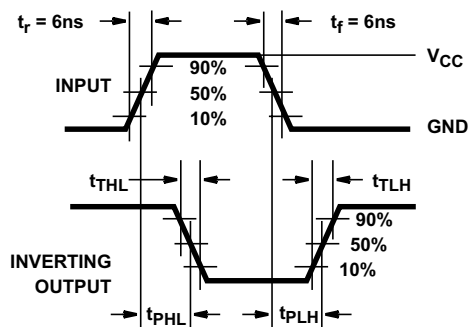 tr = 6ns
tf = 6ns
VCC
90%
INPUT
50%
10%
GND
tTHL
tTLH
90%
50%
INVERTING
10%
OUTPUT
tPHL
tPLH